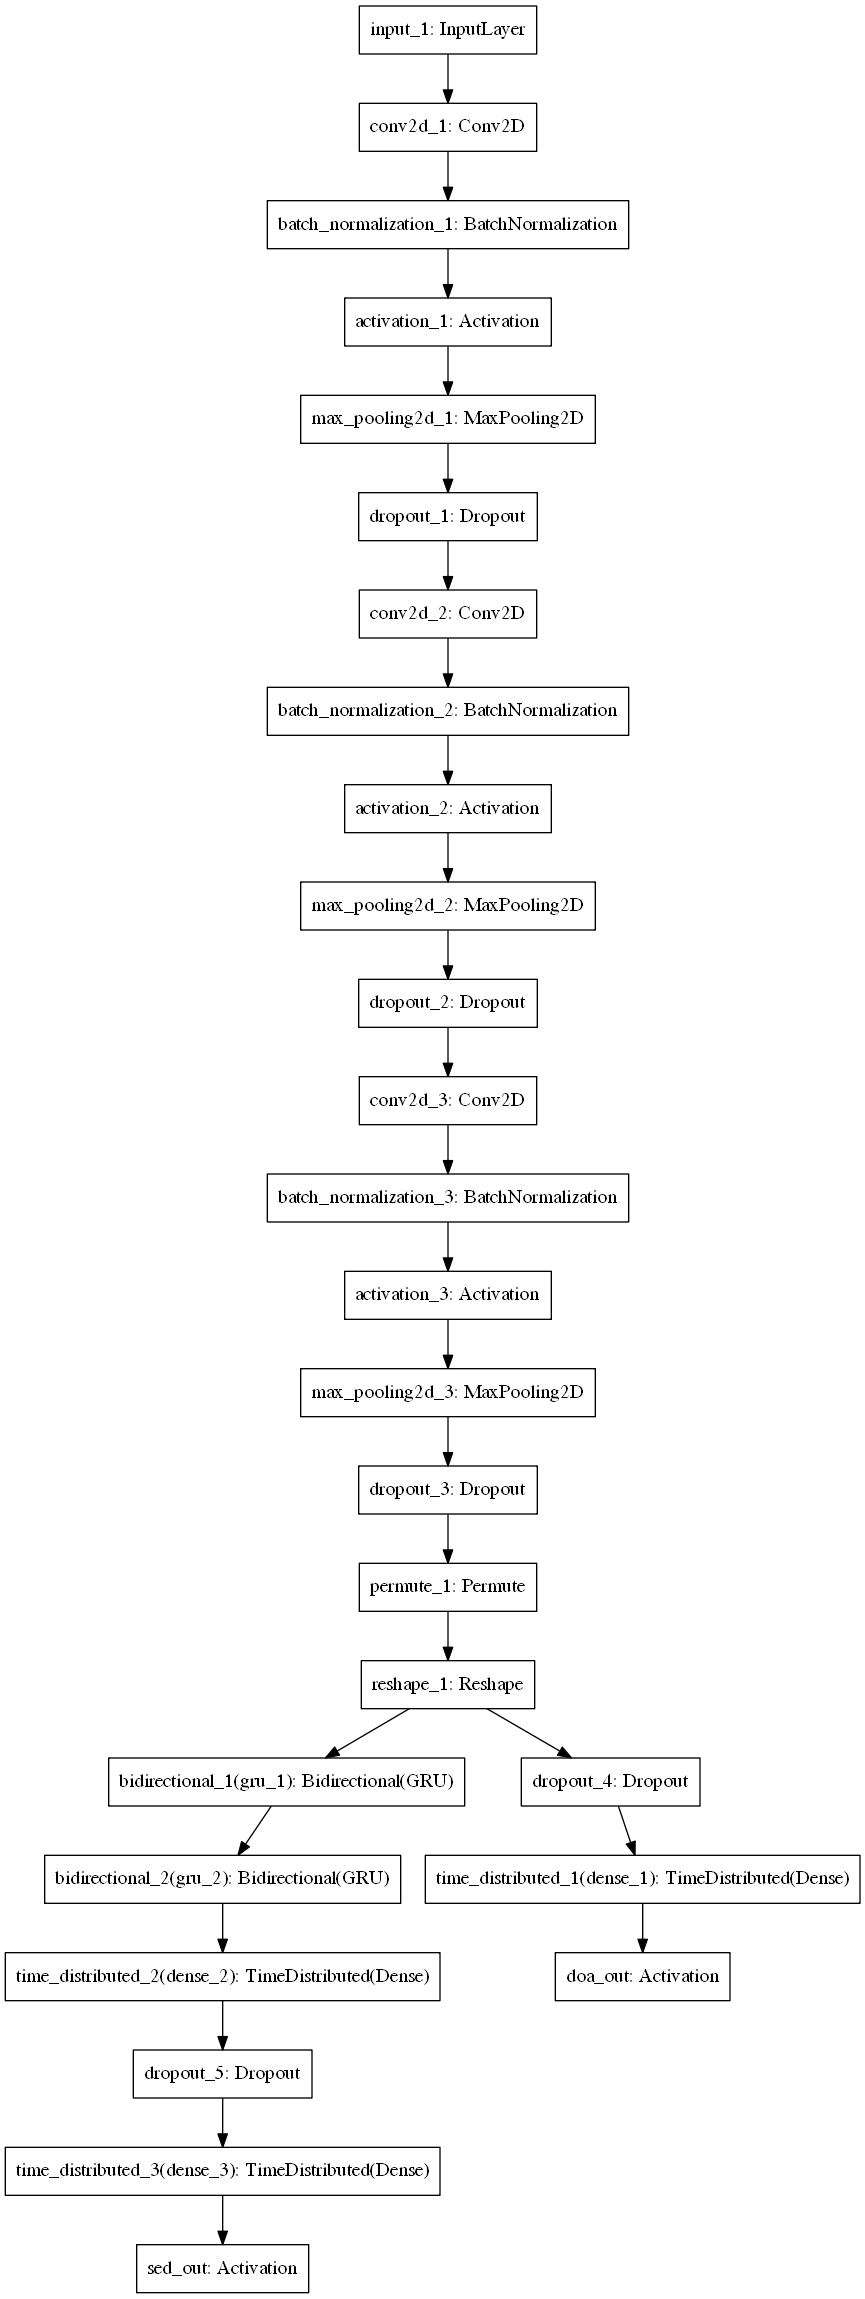 input_1: InputLayer
conv2d_1: Conv2D
batch_normalization_1: BatchNormalization
activation_1: Activation
max_pooling2d_1: MaxPooling2D
dropout_1: Dropout
conv2d_2: Conv2D
batch_normalization_2: BatchNormalization
activation_2: Activation
max_pooling2d_2: MaxPooling2D
dropout_2: Dropout
conv2d_3: Conv2D
batch_normalization_3: BatchNormalization
activation_3: Activation
max_pooling2d_3: MaxPooling2D
dropout_3: Dropout
permute_1: Permute
reshape_1: Reshape
bidirectional_1(gru_1): Bidirectional(GRU)
dropout_4: Dropout
bidirectional_2(gru_2): Bidirectional(GRU)
time_distributed_1(dense_1): TimeDistributed(Dense)
time_distributed_2(dense_2): TimeDistributed(Dense)
doa_out: Activation
dropout_5: Dropout
time_distributed_3(dense_3): TimeDistributed(Dense)
sed_out: Activation